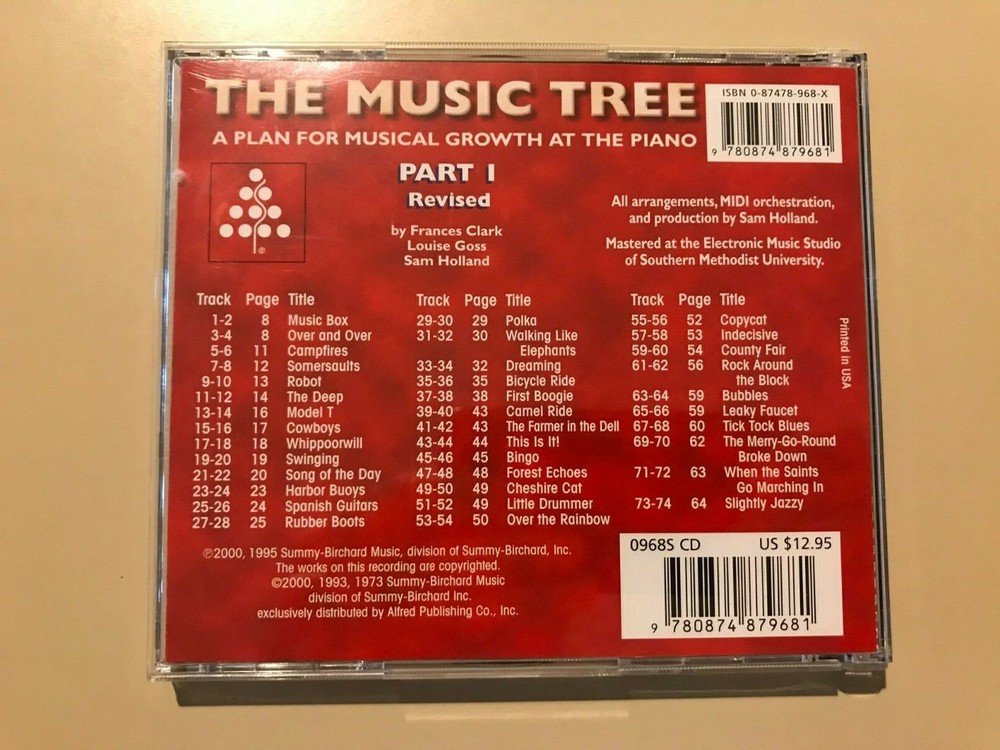 THE MUSIC TREE
A PLAN FOR MUSICAL GROWTH AT THE PIANO
ISBN 0-87478-968-X
9 780874 879681
PART 1
Revised
by Frances Clark
Louise Goss
Sam Holland
®
All arrangements, MIDI orchestration,
and production by Sam Holland.
Mastered at the Electronic Music Studio
of Southern Methodist University.
Track Page Title
1-2 8 Music Box
3-4 8 Over and Over
5-6 11 Campfires
7-8 12 Somersaults
9-10 13 Robot
11-12 14 The Deep
13-14 16 Model T
15-16 17 Cowboys
17-18 18 Whippoorwill
19-20 19 Swinging
21-22 20 Song of the Day
23-24 23 Harbor Buoys
25-26 24 Spanish Guitars
27-28 25 Rubber Boots
Track Page Title
29-30 29 Polka
31-32 30 Walking Like
Elephants
33-34 32 Dreaming
35-36 35 Bicycle Ride
37-38 38 First Boogie
39-40 43 Camel Ride
41-42 43 The Farmer in the Dell
43-44 44 This Is It!
45-46 45 Bingo
47-48 48 Forest Echoes
49-50 49 Cheshire Cat
51-52 49 Little Drummer
53-54 50 Over the Rainbow
Track Page Title
55-56 52 Copycat
57-58 53 Indecisive
59-60 54 County Fair
61-62 56 Rock Around
the Block
63-64 59 Bubbles
65-66 59 Leaky Faucet
67-68 60 Tick Tock Blues
69-70 62 The Merry-Go-Round
Broke Down
71-72 63 When the Saints
Go Marching In
73-74 64 Slightly Jazzy
Printed in USA
℗2000, 1995 Summy-Birchard Music, division of Summy-Birchard, Inc.
The works on this recording are copyrighted.
©2000, 1993, 1973 Summy-Birchard Music
division of Summy-Birchard Inc.
exclusively distributed by Alfred Publishing Co., Inc.
0968S CD US $12.95
9 780874 879681